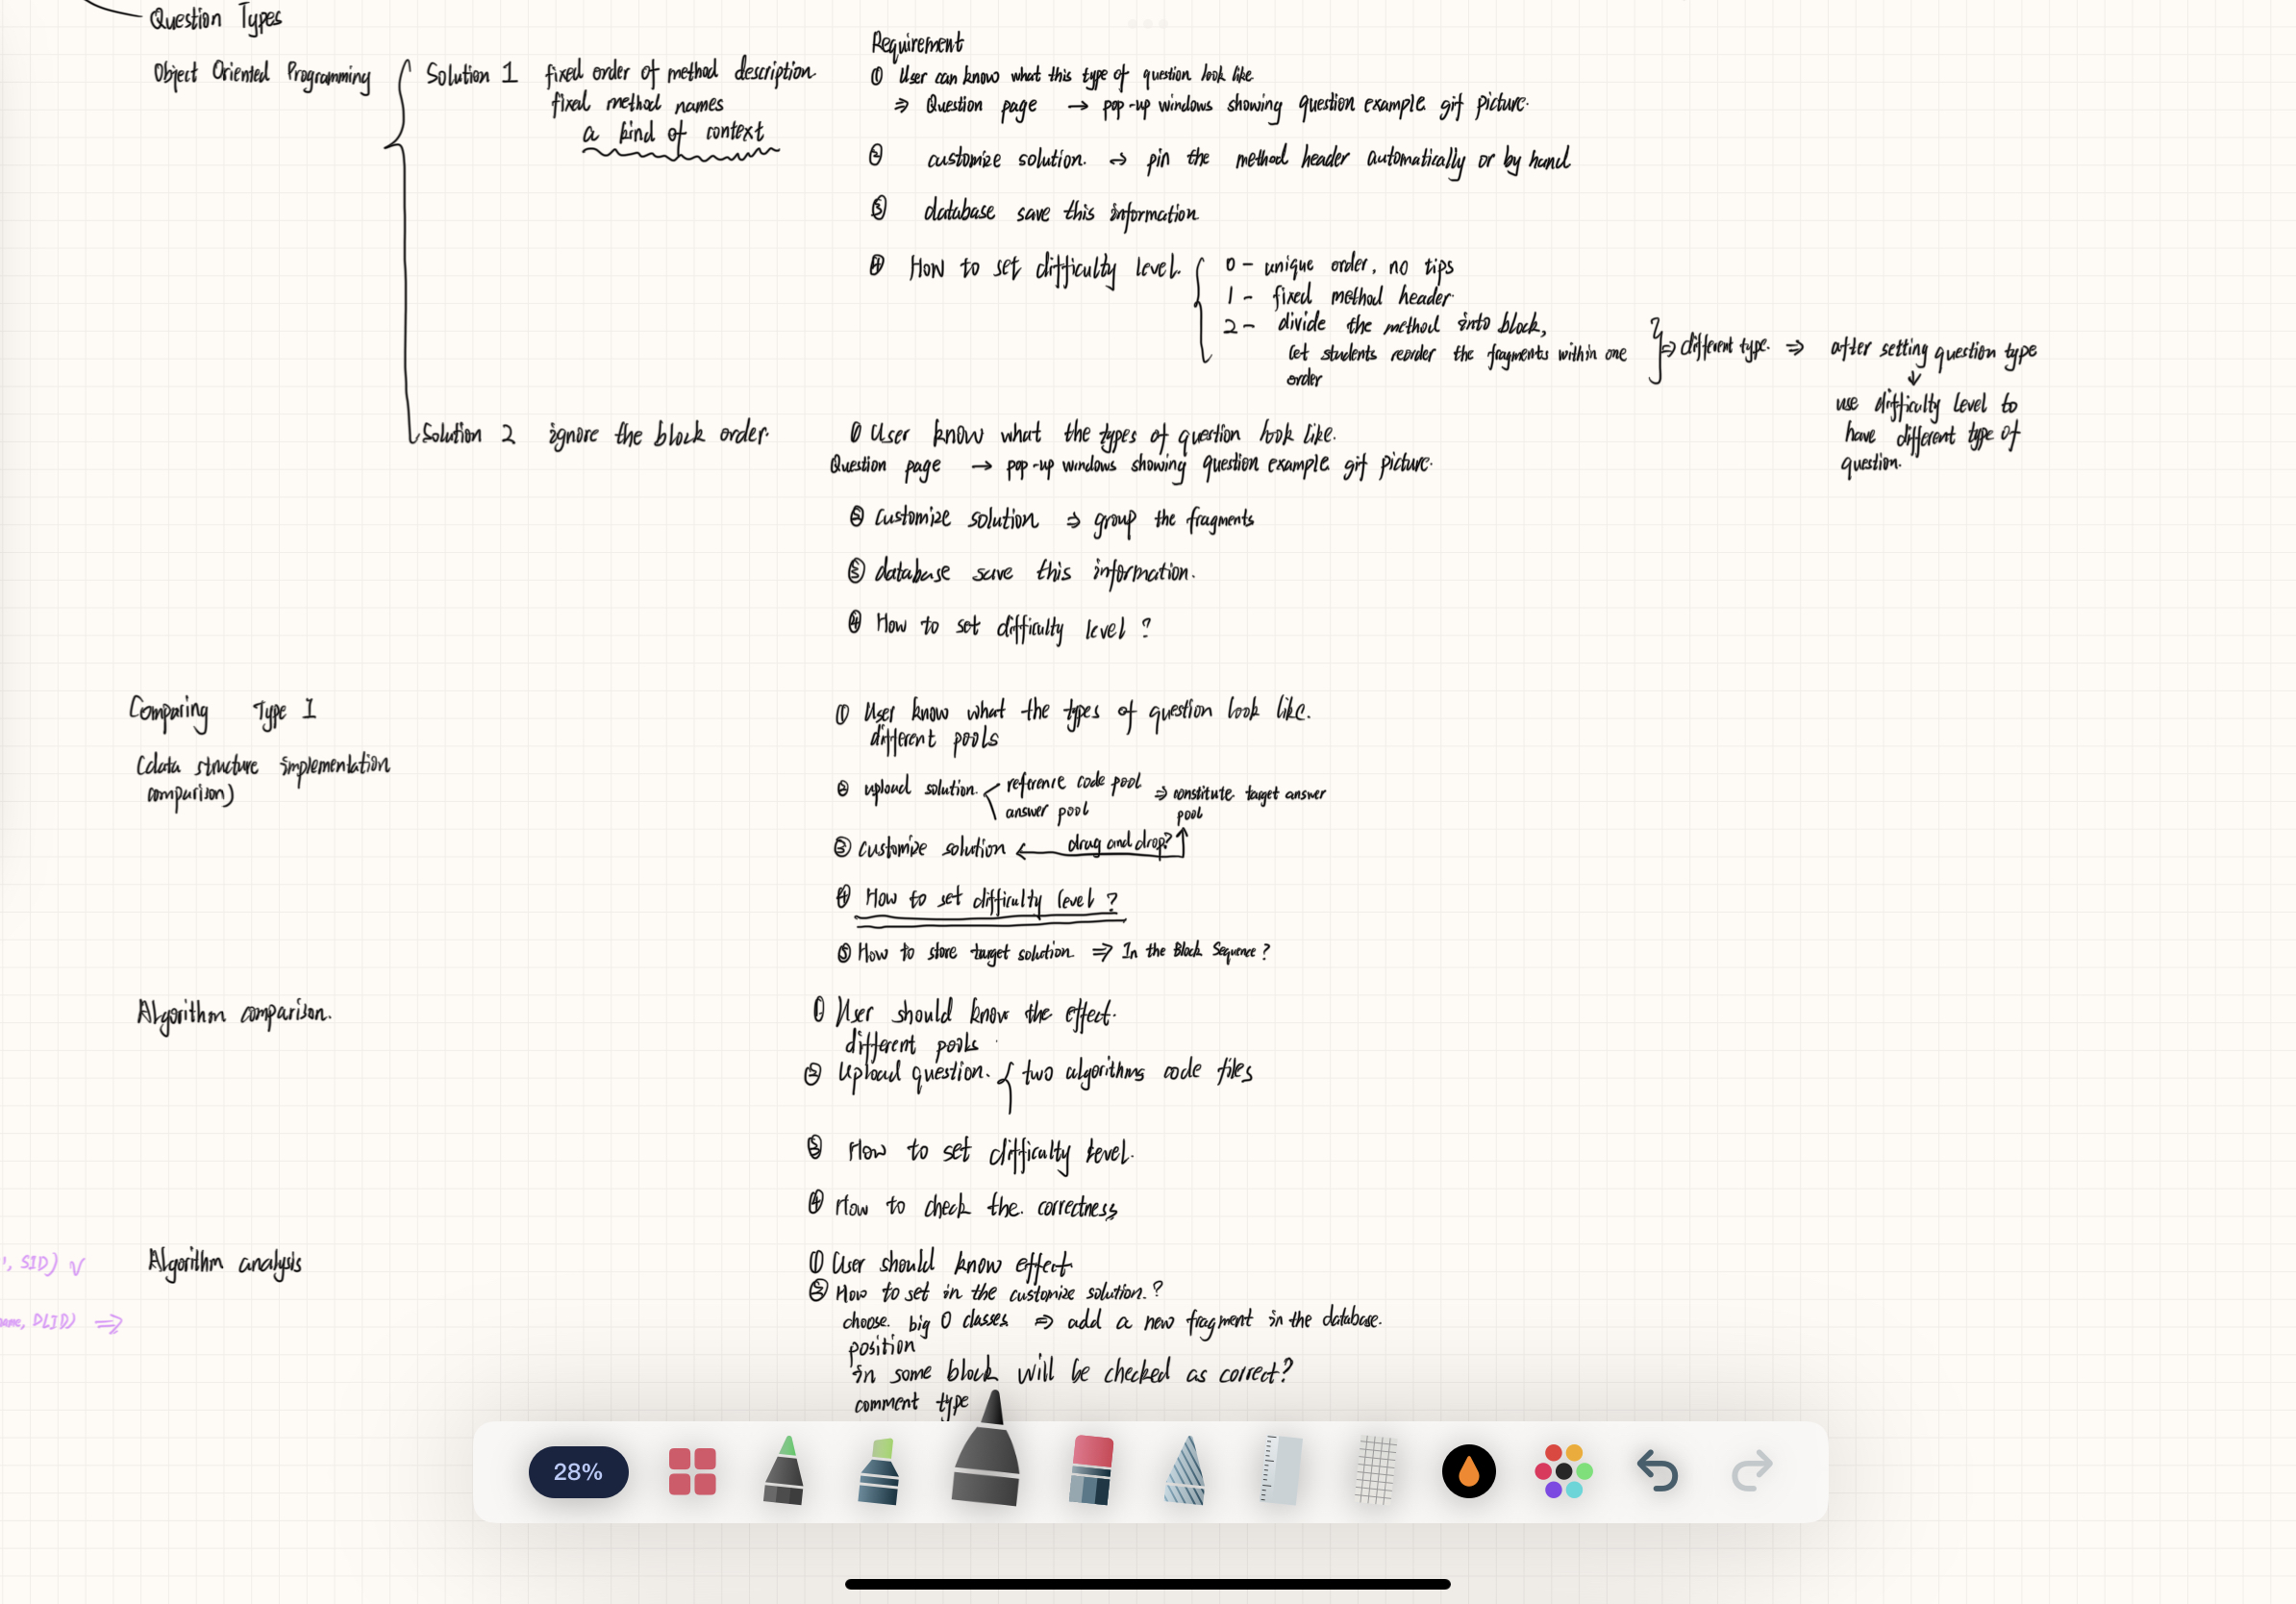 Question Types
Object Oriented Programming
Solution 1 fixed order of method description
fixed method names
a kind of context
Requirement
① User can know what this type of question look like
⇒ Question page → pop-up windows showing question example gif picture.
② customize solution. ⇒ pin the method header automatically or by hand
③ database save this information
④ How to set difficulty level.
0 - unique order, no tips
1 - fixed method header
2 - divide the method into block,
let students reorder the fragments within one
order
⇒ different type. ⇒ after setting question type
↓
use difficulty level to
have different type of
question.
Solution 2 ignore the block order.
① User know what the types of question look like.
Question page → pop-up windows showing question example gif picture.
② customize solution ⇒ group the fragments
③ database save this information.
④ How to set difficulty level ?
Comparing Type 1
(data structure implementation
comparison)
① User know what the types of question look like.
different pools
② upload solution. reference code pool
answer pool
⇒ constitute target answer
pool
③ customize solution ← drag and drop?
④ How to set difficulty level ?
⑤ How to store target solution. ⇒ In the Block Sequence ?
Algorithm comparison.
① User should know the effect.
different pools
② Upload question. { two algorithms code files
③ How to set difficulty level.
④ How to check the correctness
Algorithm analysis
① User should know effect
② How to set in the customize solution. ?
choose. big O classes ⇒ add a new fragment in the database.
position
in some block will be checked as correct?
comment type
, SID) √
ame, DLID) ⇒
28%